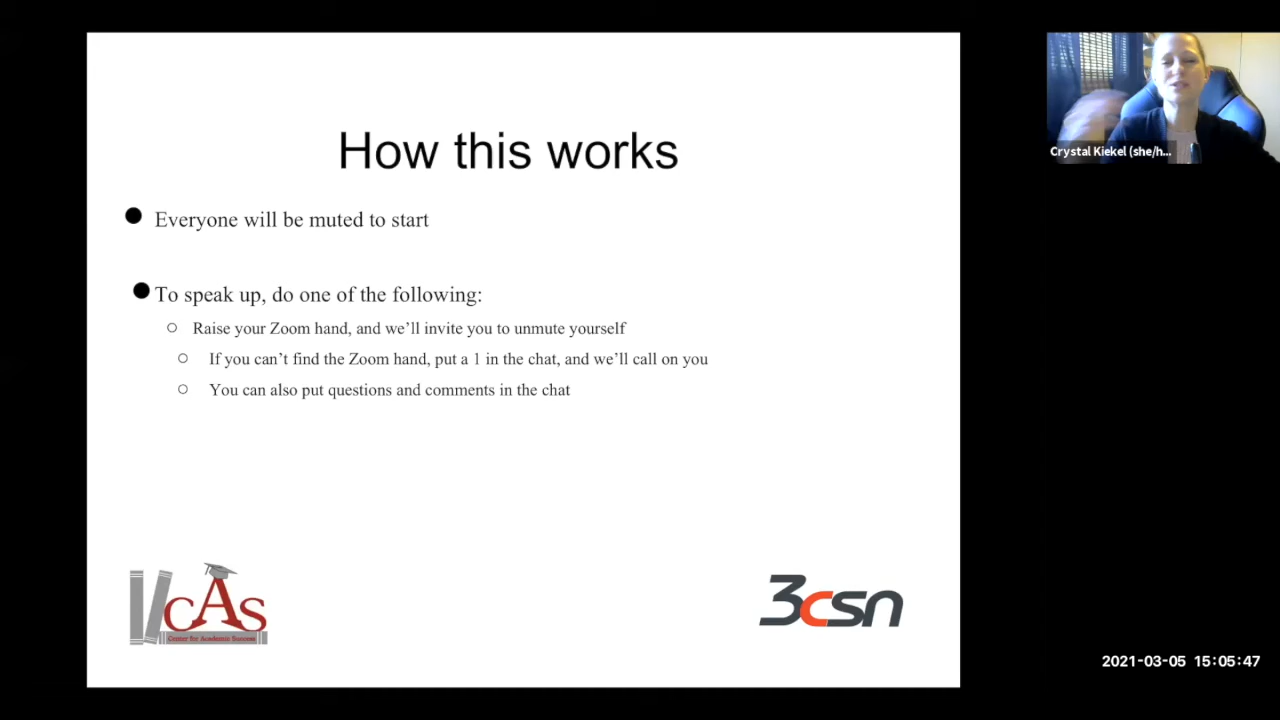 How this works
Everyone will be muted to start
To speak up, do one of the following:
Raise your Zoom hand, and we’ll invite you to unmute yourself
If you can’t find the Zoom hand, put a 1 in the chat, and we’ll call on you
You can also put questions and comments in the chat
Crystal Kiekel (she/h...
cAs
Center for Academic Success
3csn
2021-03-05 15:05:47